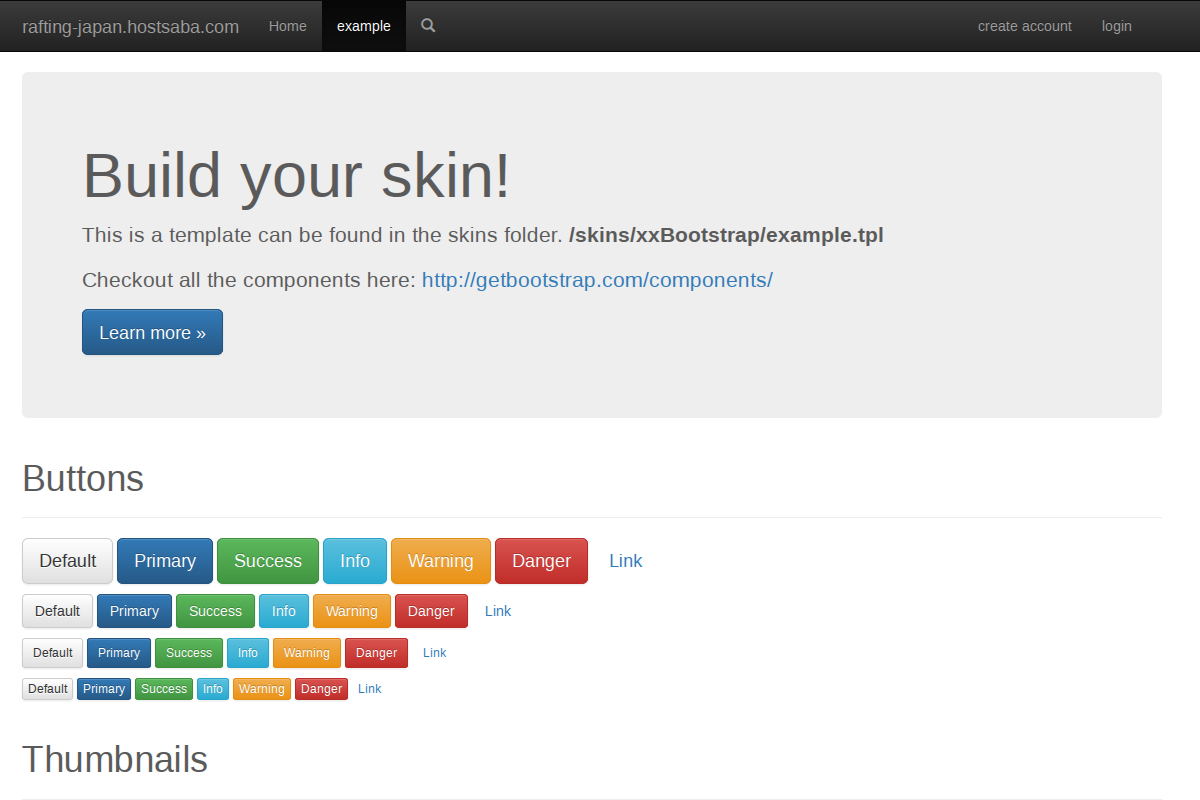 rafting-japan.hostsaba.com Home example create account login
Build your skin!
This is a template can be found in the skins folder. /skins/xxBootstrap/example.tpl
Checkout all the components here: http://getbootstrap.com/components/
Learn more »
Buttons
Default Primary Success Info Warning Danger Link
Default Primary Success Info Warning Danger Link
Default Primary Success Info Warning Danger Link
Default Primary Success Info Warning Danger Link
Thumbnails